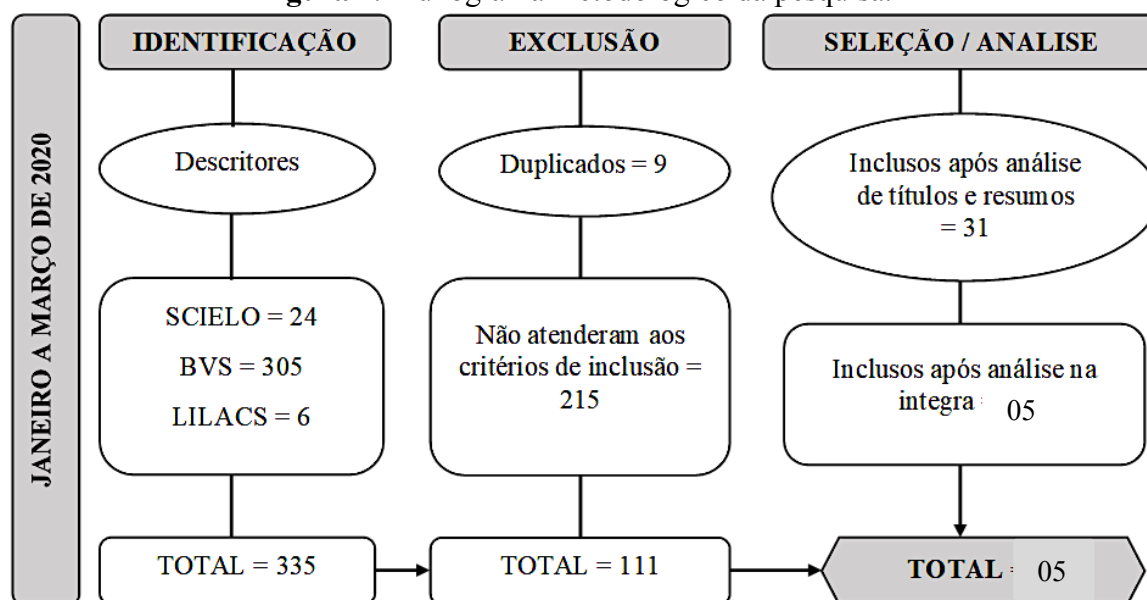 JANEIRO A MARÇO DE 2020
IDENTIFICAÇÃO
Descritores
SCIELO = 24
BVS = 305
LILACS = 6
TOTAL = 335
EXCLUSÃO
Duplicados = 9
Não atenderam aos
critérios de inclusão =
215
TOTAL = 111
SELEÇÃO / ANALISE
Inclusos após análise
de títulos e resumos
= 31
Inclusos após análise na
integra 05
TOTAL = 05